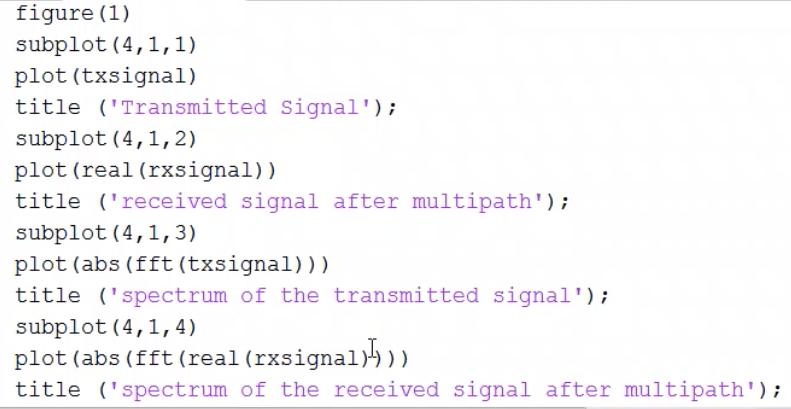 figure(1)
subplot(4,1,1)
plot(txsignal)
title ('Transmitted Signal');
subplot(4,1,2)
plot(real(rxsignal))
title ('received signal after multipath');
subplot(4,1,3)
plot(abs(fft(txsignal)))
title ('spectrum of the transmitted signal');
subplot(4,1,4)
plot(abs(fft(real(rxsignal))))
title ('spectrum of the received signal after multipath');